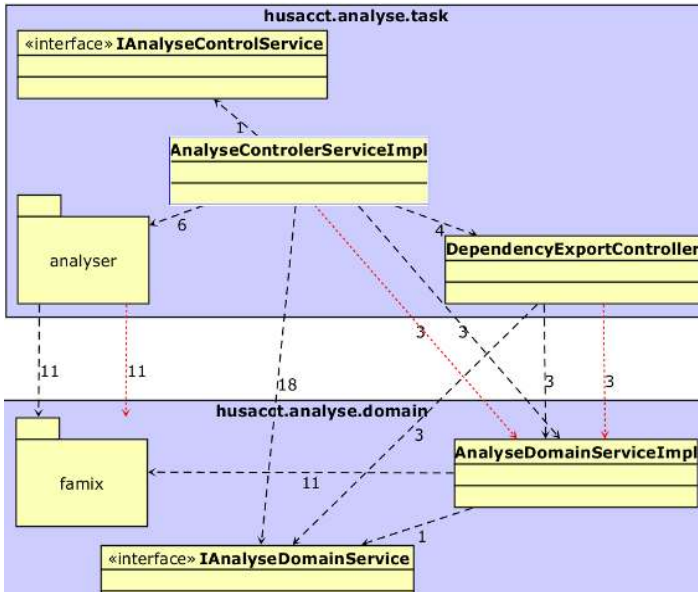 husacct.analyse.task
«interface» IAnalyseControlService
1
AnalyseControlerServiceImpl
6
4
analyser
DependencyExportController
3
3
11
11
18
3
3
3
husacct.analyse.domain
famix
AnalyseDomainServiceImpl
11
1
«interface» IAnalyseDomainService